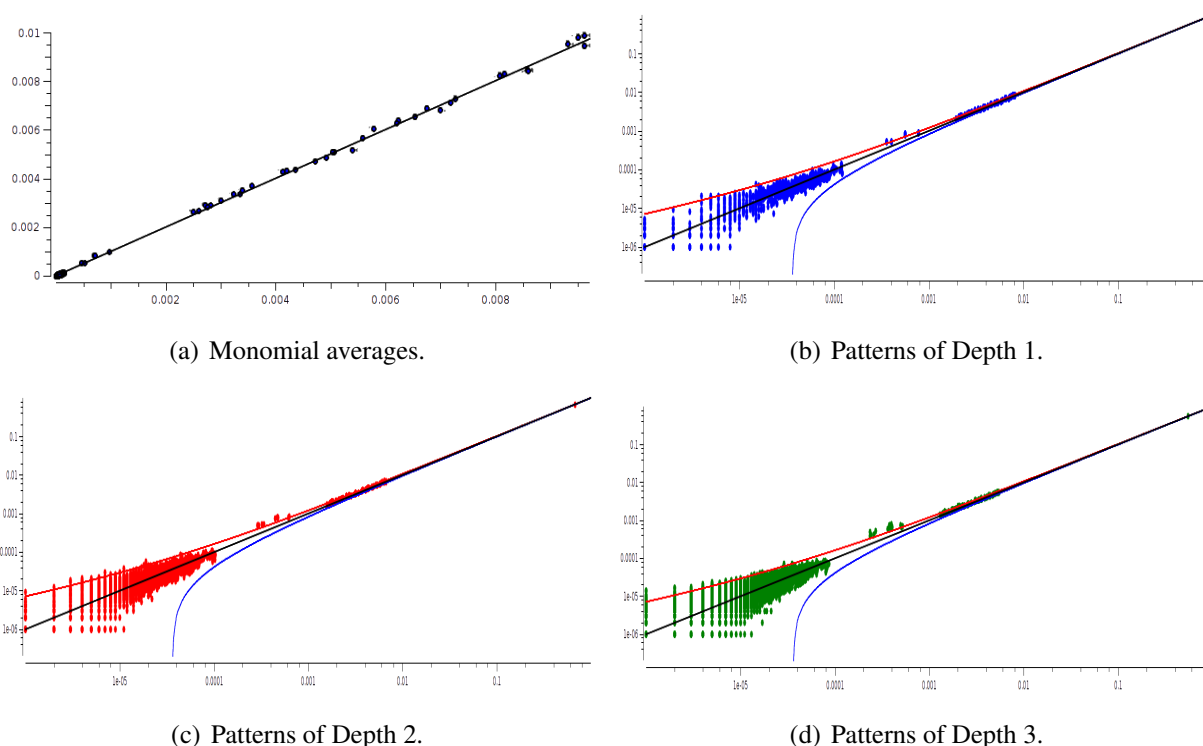 0.01
0.008
0.006
0.004
0.002
0
0.002 0.004 0.006 0.008
(a) Monomial averages.
0.1
0.01
0.001
0.0001
1e-05
1e-06
1e-05 0.0001 0.001 0.01 0.1
(b) Patterns of Depth 1.
0.1
0.01
0.001
0.0001
1e-05
1e-06
1e-05 0.0001 0.001 0.01 0.1
(c) Patterns of Depth 2.
0.1
0.01
0.001
0.0001
1e-05
1e-06
1e-05 0.0001 0.001 0.01 0.1
(d) Patterns of Depth 3.